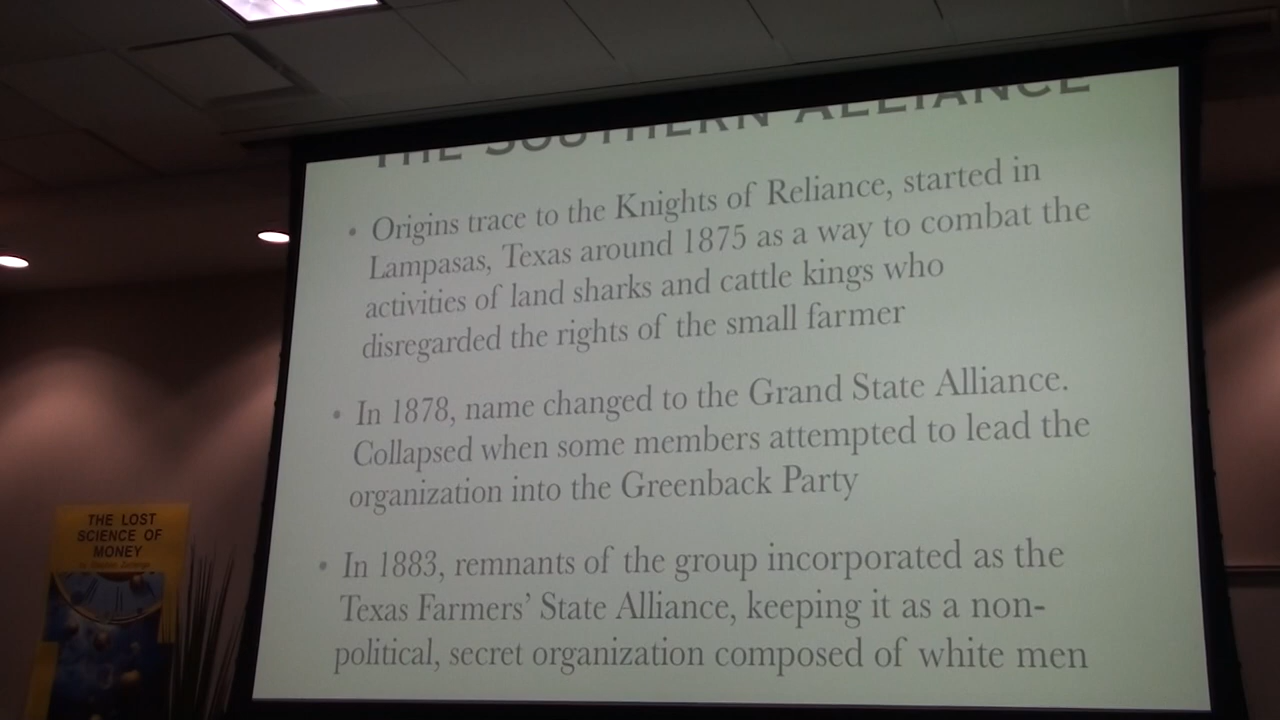 THE SOUTHERN ALLIANCE
• Origins trace to the Knights of Reliance, started in
Lampasas, Texas around 1875 as a way to combat the
activities of land sharks and cattle kings who
disregarded the rights of the small farmer
• In 1878, name changed to the Grand State Alliance.
Collapsed when some members attempted to lead the
organization into the Greenback Party
• In 1883, remnants of the group incorporated as the
Texas Farmers' State Alliance, keeping it as a non-
political, secret organization composed of white men
THE LOST
SCIENCE OF
MONEY